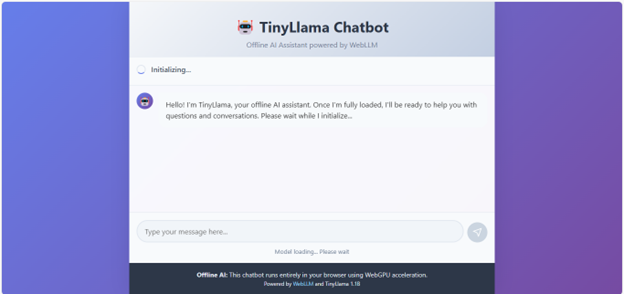 TinyLlama Chatbot
Offline AI Assistant powered by WebLLM
Initializing...
Hello! I'm TinyLlama, your offline AI assistant. Once I'm fully loaded, I'll be ready to help you with
questions and conversations. Please wait while I initialize...
Type your message here...
Model loading... Please wait
Offline AI: This chatbot runs entirely in your browser using WebGPU acceleration.
Powered by WebLLM and TinyLlama 1.1B